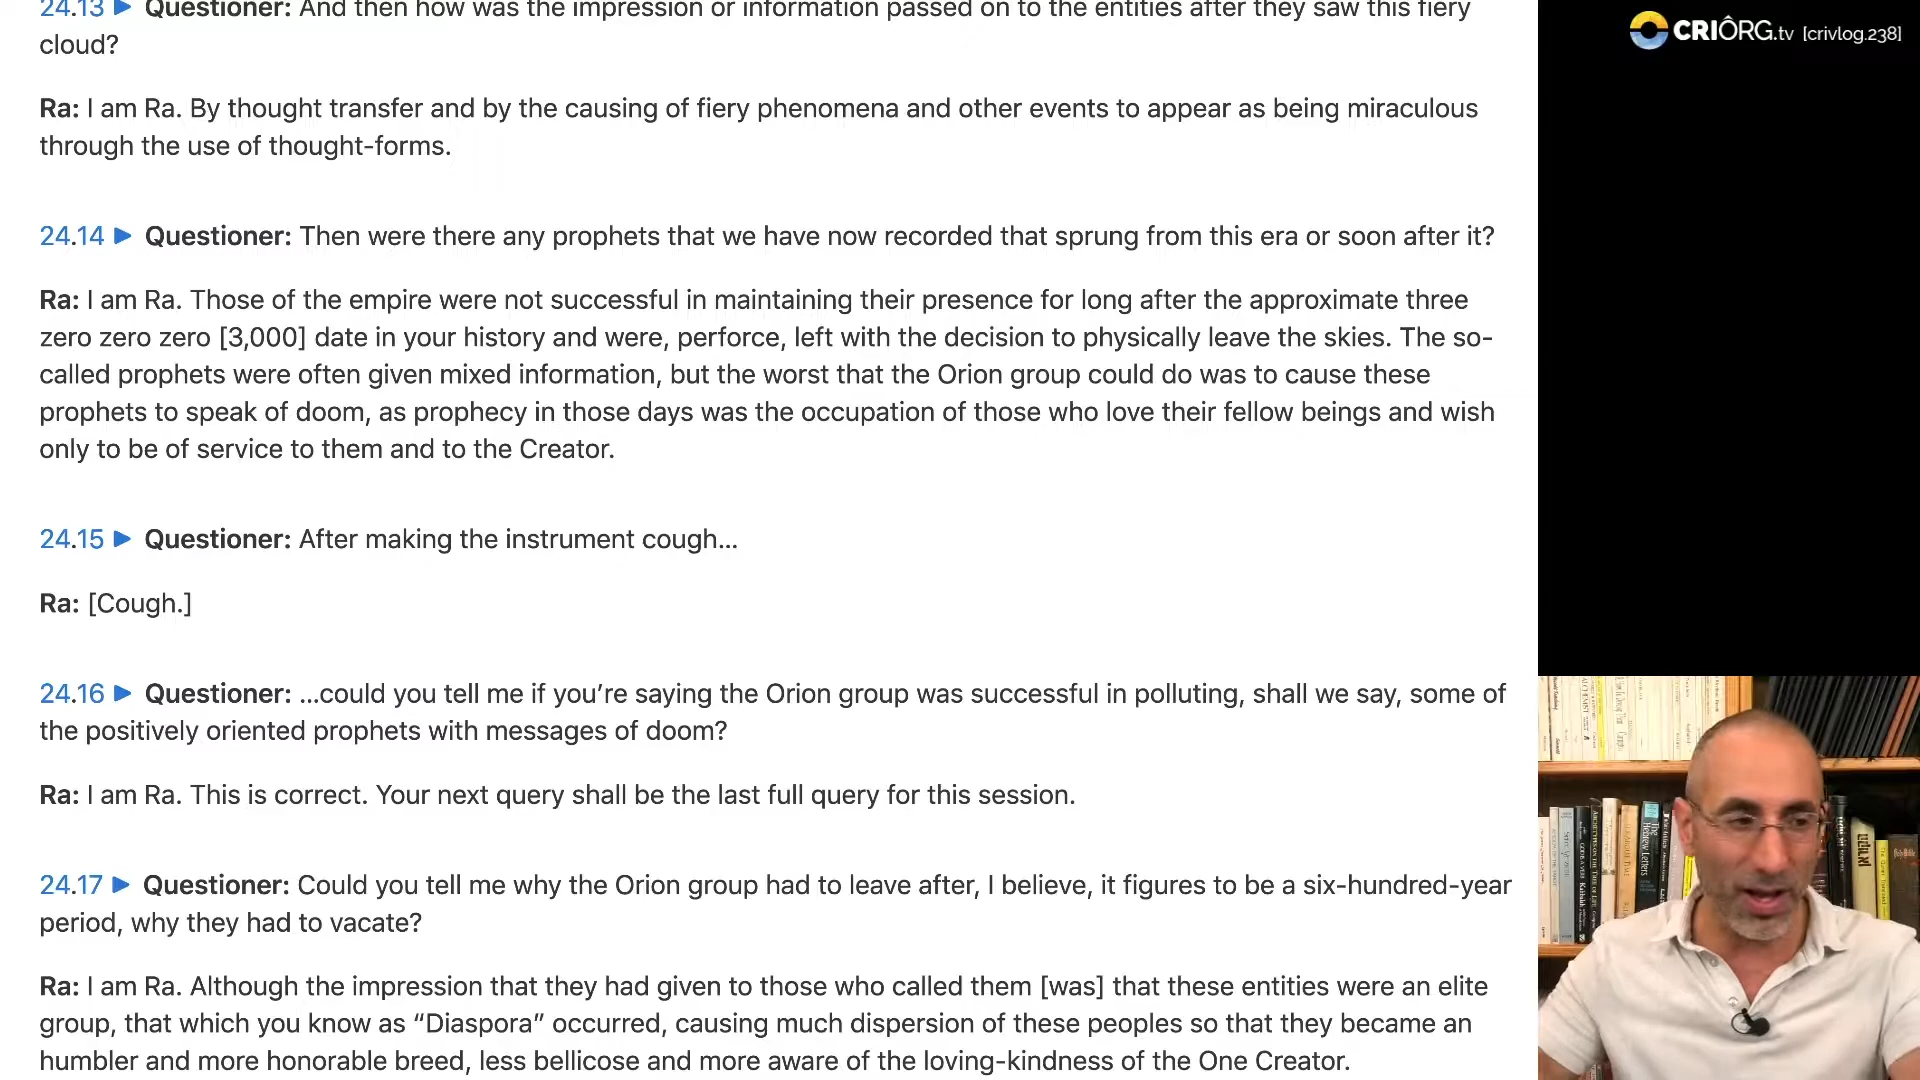 24.13 ▶ Questioner: And then how was the impression or information passed on to the entities after they saw this fiery
cloud?
Ra: I am Ra. By thought transfer and by the causing of fiery phenomena and other events to appear as being miraculous
through the use of thought-forms.
24.14 ▶ Questioner: Then were there any prophets that we have now recorded that sprung from this era or soon after it?
Ra: I am Ra. Those of the empire were not successful in maintaining their presence for long after the approximate three
zero zero zero [3,000] date in your history and were, perforce, left with the decision to physically leave the skies. The so-
called prophets were often given mixed information, but the worst that the Orion group could do was to cause these
prophets to speak of doom, as prophecy in those days was the occupation of those who love their fellow beings and wish
only to be of service to them and to the Creator.
24.15 ▶ Questioner: After making the instrument cough…
Ra: [Cough.]
24.16 ▶ Questioner: …could you tell me if you’re saying the Orion group was successful in polluting, shall we say, some of
the positively oriented prophets with messages of doom?
Ra: I am Ra. This is correct. Your next query shall be the last full query for this session.
24.17 ▶ Questioner: Could you tell me why the Orion group had to leave after, I believe, it figures to be a six-hundred-year
period, why they had to vacate?
Ra: I am Ra. Although the impression that they had given to those who called them [was] that these entities were an elite
group, that which you know as “Diaspora” occurred, causing much dispersion of these peoples so that they became an
humbler and more honorable breed, less bellicose and more aware of the loving-kindness of the One Creator.
CRIÔRG.tv [crivlog.238]
The Hebrew Letters